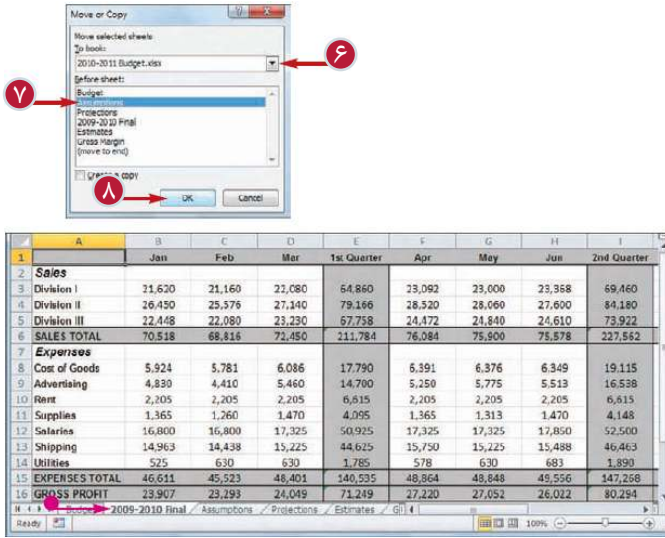 Move or Copy
Move selected sheets
To book:
2010-2011 Budget.xlsx
۶
Before sheet:
Budget
۷
Assumptions
Projections
2009-2010 Final
Estimates
Gross Margin
(move to end)
Create a copy
۸
OK Cancel
A B C D E F G H I
1 Jan Feb Mar 1st Quarter Apr May Jun 2nd Quarter
2 Sales
3 Division I 21,620 21,160 22,080 64,860 23,092 23,000 23,368 69,460
4 Division II 26,450 25,576 27,140 79,166 28,520 28,060 27,600 84,180
5 Division III 22,448 22,080 23,230 67,758 24,472 24,840 24,610 73,922
6 SALES TOTAL 70,518 68,816 72,450 211,784 76,084 75,900 75,578 227,562
7 Expenses
8 Cost of Goods 5,924 5,781 6,086 17,790 6,391 6,376 6,349 19,115
9 Advertising 4,830 4,410 5,460 14,700 5,250 5,775 5,513 16,538
10 Rent 2,205 2,205 2,205 6,615 2,205 2,205 2,205 6,615
11 Supplies 1,365 1,260 1,470 4,095 1,365 1,313 1,470 4,148
12 Salaries 16,800 16,800 17,325 50,925 17,325 17,325 17,850 52,500
13 Shipping 14,963 14,438 15,225 44,625 15,750 15,225 15,488 46,463
14 Utilities 525 630 630 1,785 578 630 683 1,890
15 EXPENSES TOTAL 46,611 45,523 48,401 140,535 48,864 48,848 49,556 147,268
16 GROSS PROFIT 23,907 23,293 24,049 71,249 27,220 27,052 26,022 80,294
2009-2010 Final Assumptions Projections Estimates
Ready 100%